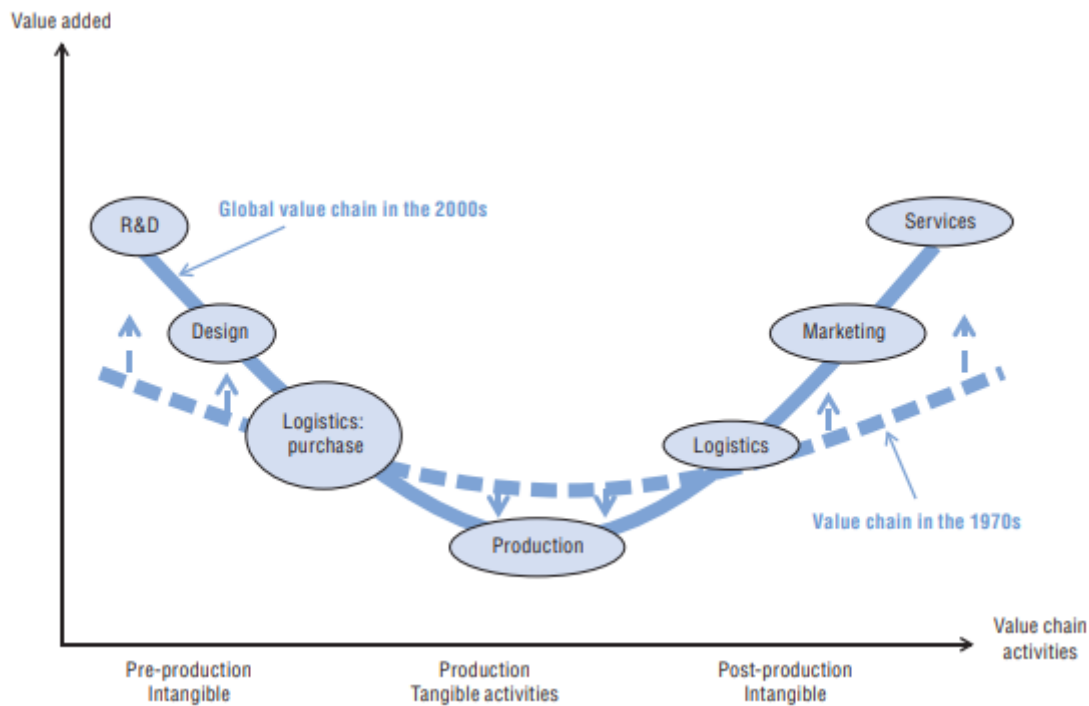 Value added
Global value chain in the 2000s
R&D
Services
Design
Marketing
Logistics:
purchase
Logistics
Value chain in the 1970s
Production
Value chain
activities
Pre-production
Intangible
Production
Tangible activities
Post-production
Intangible